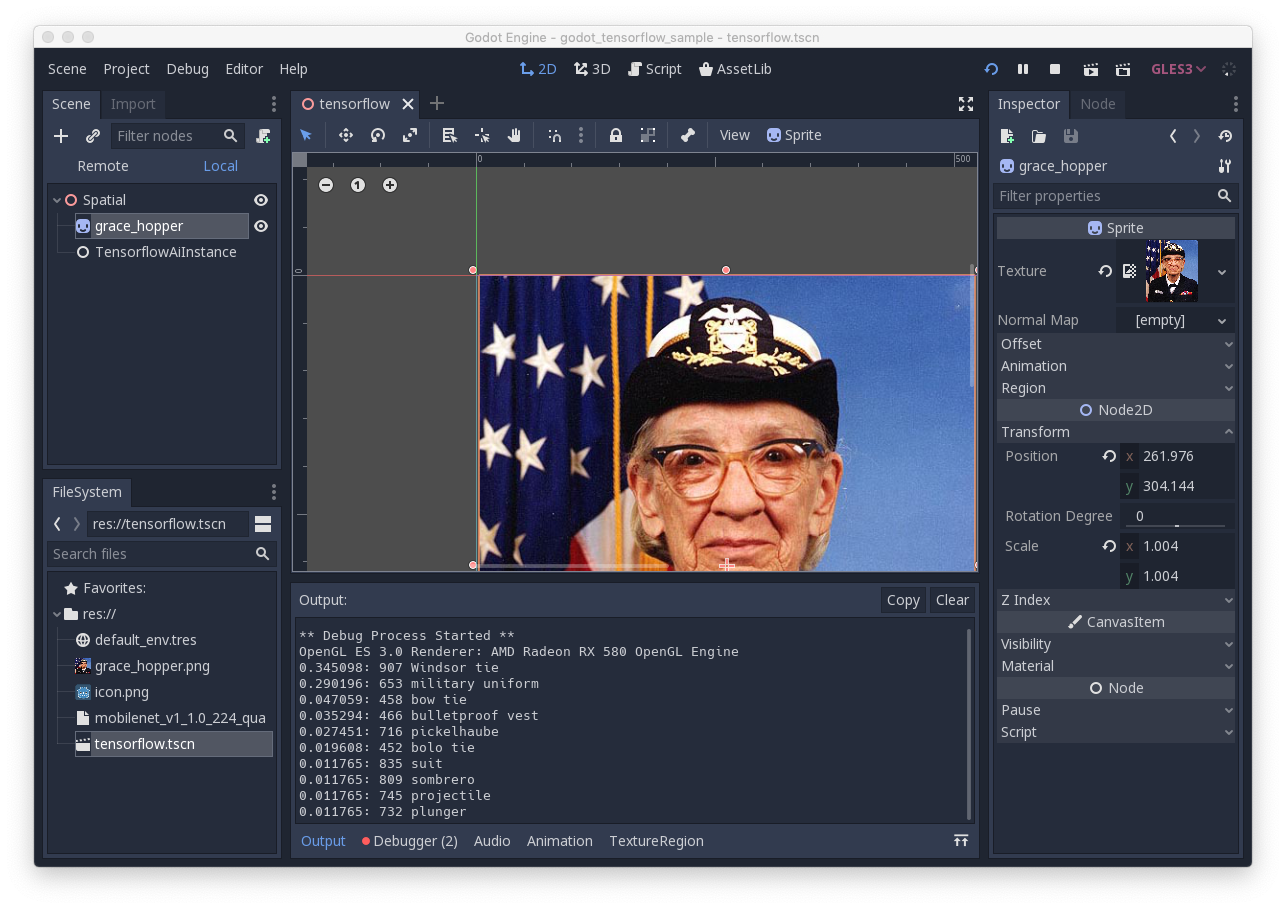 Godot Engine - godot_tensorflow_sample - tensorflow.tscn
Scene Project Debug Editor Help
2D 3D Script AssetLib
GLES3
Scene Import
Filter nodes
Remote Local
Spatial
grace_hopper
TensorflowAiInstance
FileSystem
res://tensorflow.tscn
Search files
Favorites:
res://
default_env.tres
grace_hopper.png
icon.png
mobilenet_v1_1.0_224_qua
tensorflow.tscn
tensorflow
View Sprite
0 500
1
0
Output: Copy Clear
** Debug Process Started **
OpenGL ES 3.0 Renderer: AMD Radeon RX 580 OpenGL Engine
0.345098: 907 Windsor tie
0.290196: 653 military uniform
0.047059: 458 bow tie
0.035294: 466 bulletproof vest
0.027451: 716 pickelhaube
0.019608: 452 bolo tie
0.011765: 835 suit
0.011765: 809 sombrero
0.011765: 745 projectile
0.011765: 732 plunger
Output Debugger (2) Audio Animation TextureRegion
Inspector Node
grace_hopper
Filter properties
Sprite
Texture
Normal Map [empty]
Offset
Animation
Region
Node2D
Transform
Position x 261.976
y 304.144
Rotation Degree 0
Scale x 1.004
y 1.004
Z Index
CanvasItem
Visibility
Material
Node
Pause
Script